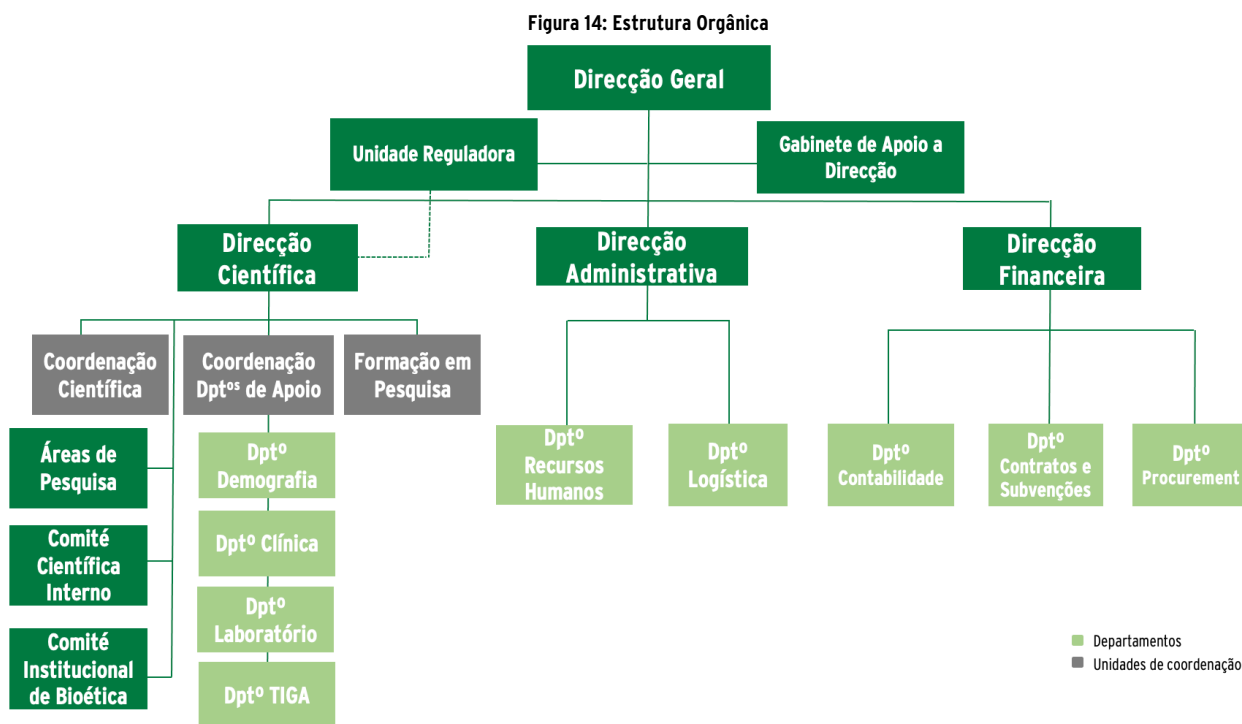 Figura 14: Estrutura Orgânica
Direcção Geral
Unidade Reguladora
Gabinete de Apoio a
Direcção
Direcção
Científica
Direcção
Administrativa
Direcção
Financeira
Coordenação
Científica
Coordenação
Dptºˢ de Apoio
Formação em
Pesquisa
Áreas de
Pesquisa
Comité
Científica
Interno
Comité
Institucional
de Bioética
Dptº
Demografia
Dptº Clínica
Dptº
Laboratório
Dptº TIGA
Dptº
Recursos
Humanos
Dptº
Logística
Dptº
Contabilidade
Dptº
Contratos e
Subvenções
Dptº
Procurement
Departamentos
Unidades de coordenação